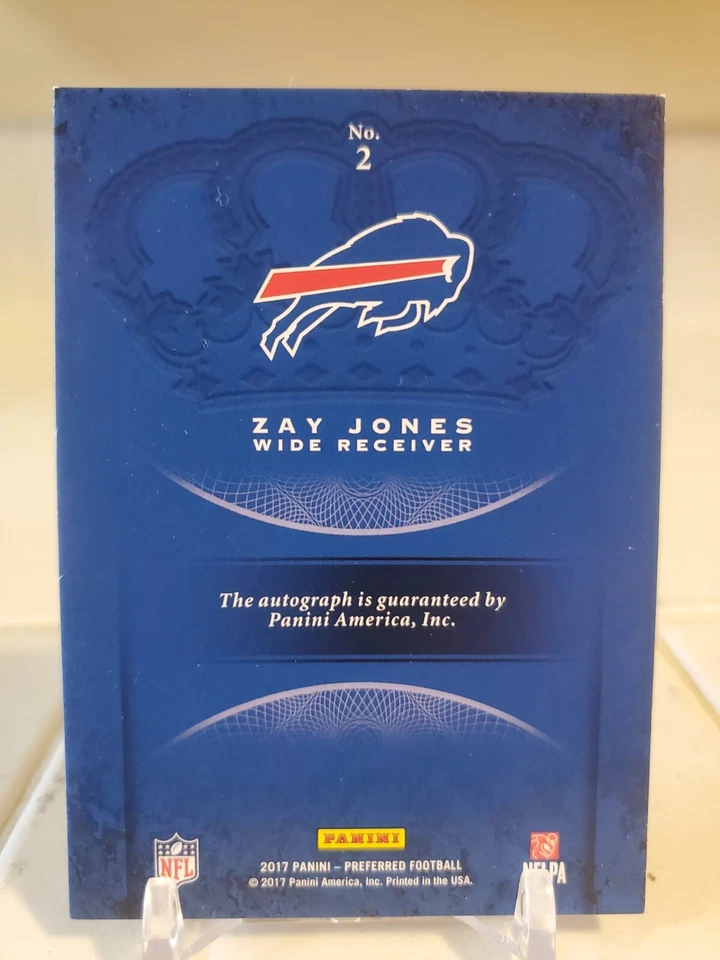 No.
2
ZAY JONES
WIDE RECEIVER
The autograph is guaranteed by
Panini America, Inc.
PANINI
NFL
2017 PANINI – PREFERRED FOOTBALL
© 2017 Panini America, Inc. Printed in the USA.
NFLPA